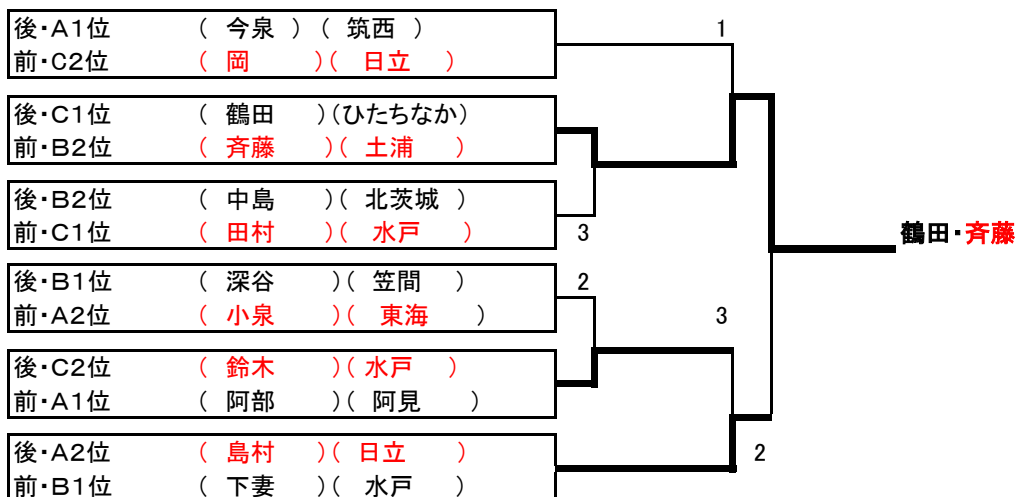 後・A1位 ( 今泉 ) ( 筑西 )
前・C2位 ( 岡 )( 日立 )
1
後・C1位 ( 鶴田 )(ひたちなか)
前・B2位 ( 斉藤 )( 土浦 )
後・B2位 ( 中島 )( 北茨城 )
前・C1位 ( 田村 )( 水戸 )
3
鶴田・斉藤
後・B1位 ( 深谷 )( 笠間 )
2
前・A2位 ( 小泉 )( 東海 )
3
後・C2位 ( 鈴木 )( 水戸 )
前・A1位 ( 阿部 )( 阿見 )
後・A2位 ( 島村 )( 日立 )
2
前・B1位 ( 下妻 )( 水戸 )